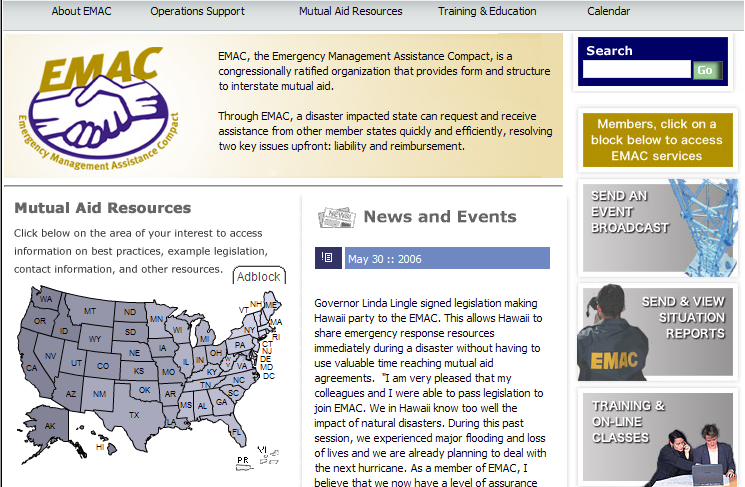 About EMAC
Operations Support
Mutual Aid Resources
Training & Education
Calendar
EMAC
Emergency Management Assistance Compact
EMAC, the Emergency Management Assistance Compact, is a
congressionally ratified organization that provides form and structure
to interstate mutual aid.
Through EMAC, a disaster impacted state can request and receive
assistance from other member states quickly and efficiently, resolving
two key issues upfront: liability and reimbursement.
Search
Go
Members, click on a
block below to access
EMAC services
SEND AN
EVENT
BROADCAST
SEND & VIEW
SITUATION
REPORTS
EMAC
TRAINING &
ON-LINE
CLASSES
Mutual Aid Resources
Click below on the area of your interest to access
information on best practices, example legislation,
contact information, and other resources.
Adblock
WA
OR
CA
NV
ID
MT
WY
UT
AZ
CO
NM
ND
SD
NE
KS
OK
TX
MN
IA
MO
AR
LA
WI
IL
MS
MI
IN
KY
TN
AL
OH
GA
FL
SC
NC
VA
PA
NY
VT
NH
ME
MA
RI
CT
NJ
DE
MD
DC
AK
HI
PR
VI
NEWS
News and Events
May 30 :: 2006
Governor Linda Lingle signed legislation making
Hawaii party to the EMAC. This allows Hawaii to
share emergency response resources
immediately during a disaster without having to
use valuable time reaching mutual aid
agreements. "I am very pleased that my
colleagues and I were able to pass legislation to
join EMAC. We in Hawaii know too well the
impact of natural disasters. During this past
session, we experienced major flooding and loss
of lives and we are already planning to deal with
the next hurricane. As a member of EMAC, I
believe that we now have a level of assurance